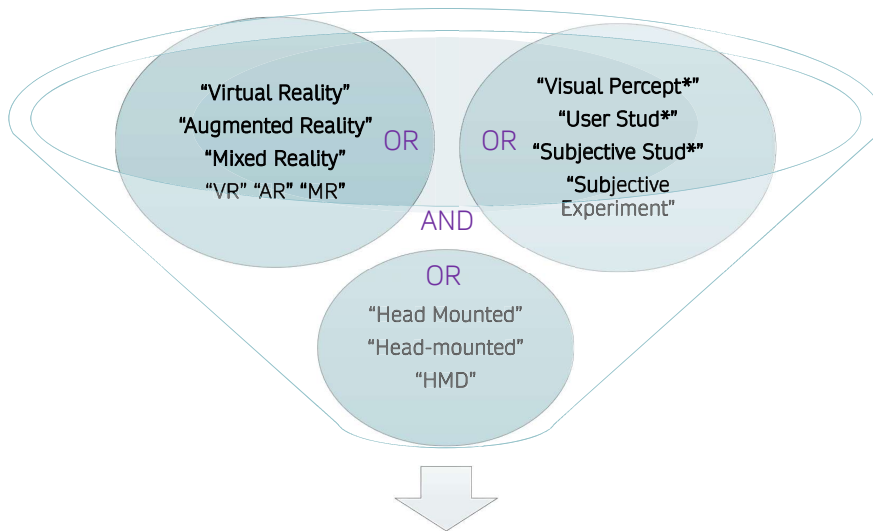 “Virtual Reality”
“Augmented Reality”
“Mixed Reality”
“VR” “AR” “MR”
OR
“Visual Percept*”
“User Stud*”
“Subjective Stud*”
“Subjective
Experiment”
OR
AND
OR
“Head Mounted”
“Head-mounted”
“HMD”